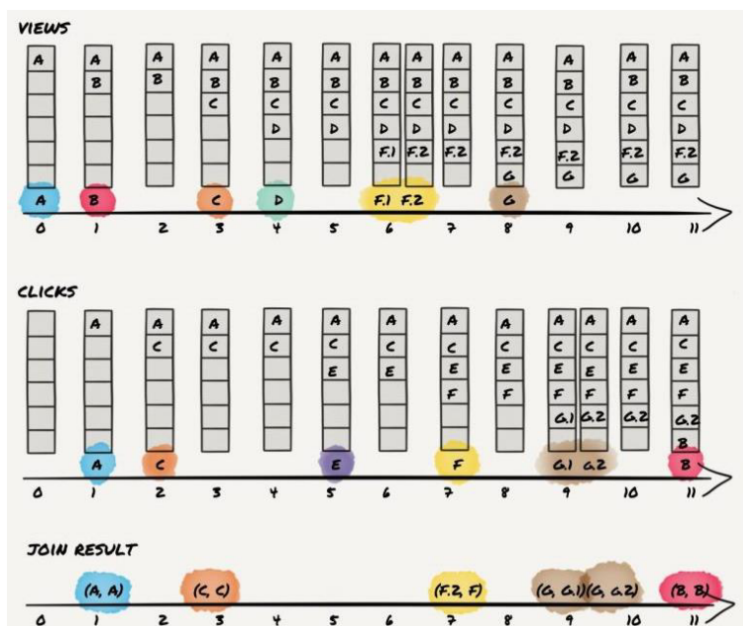 VIEWS
A A A A A A A A A A A A A
B B B B B B B B B B B B
C C C C C C C C C C
D D D D D D D D D
F.1 F.2 F.2 F.2 F.2 F.2 F.2
G G G G
A B C D F.1 F.2 G
0 1 2 3 4 5 6 7 8 9 10 11
CLICKS
A A A A A A A A A A A A
C C C C C C C C C C C
E E E E E E E E
F F F F F F
G.1 G.2 G.2 G.2
B
A C E F G.1 G.2 B
0 1 2 3 4 5 6 7 8 9 10 11
JOIN RESULT
(A, A) (C, C) (F.2, F) (G, G.1) (G, G.2) (B, B)
0 1 2 3 4 5 6 7 8 9 10 11